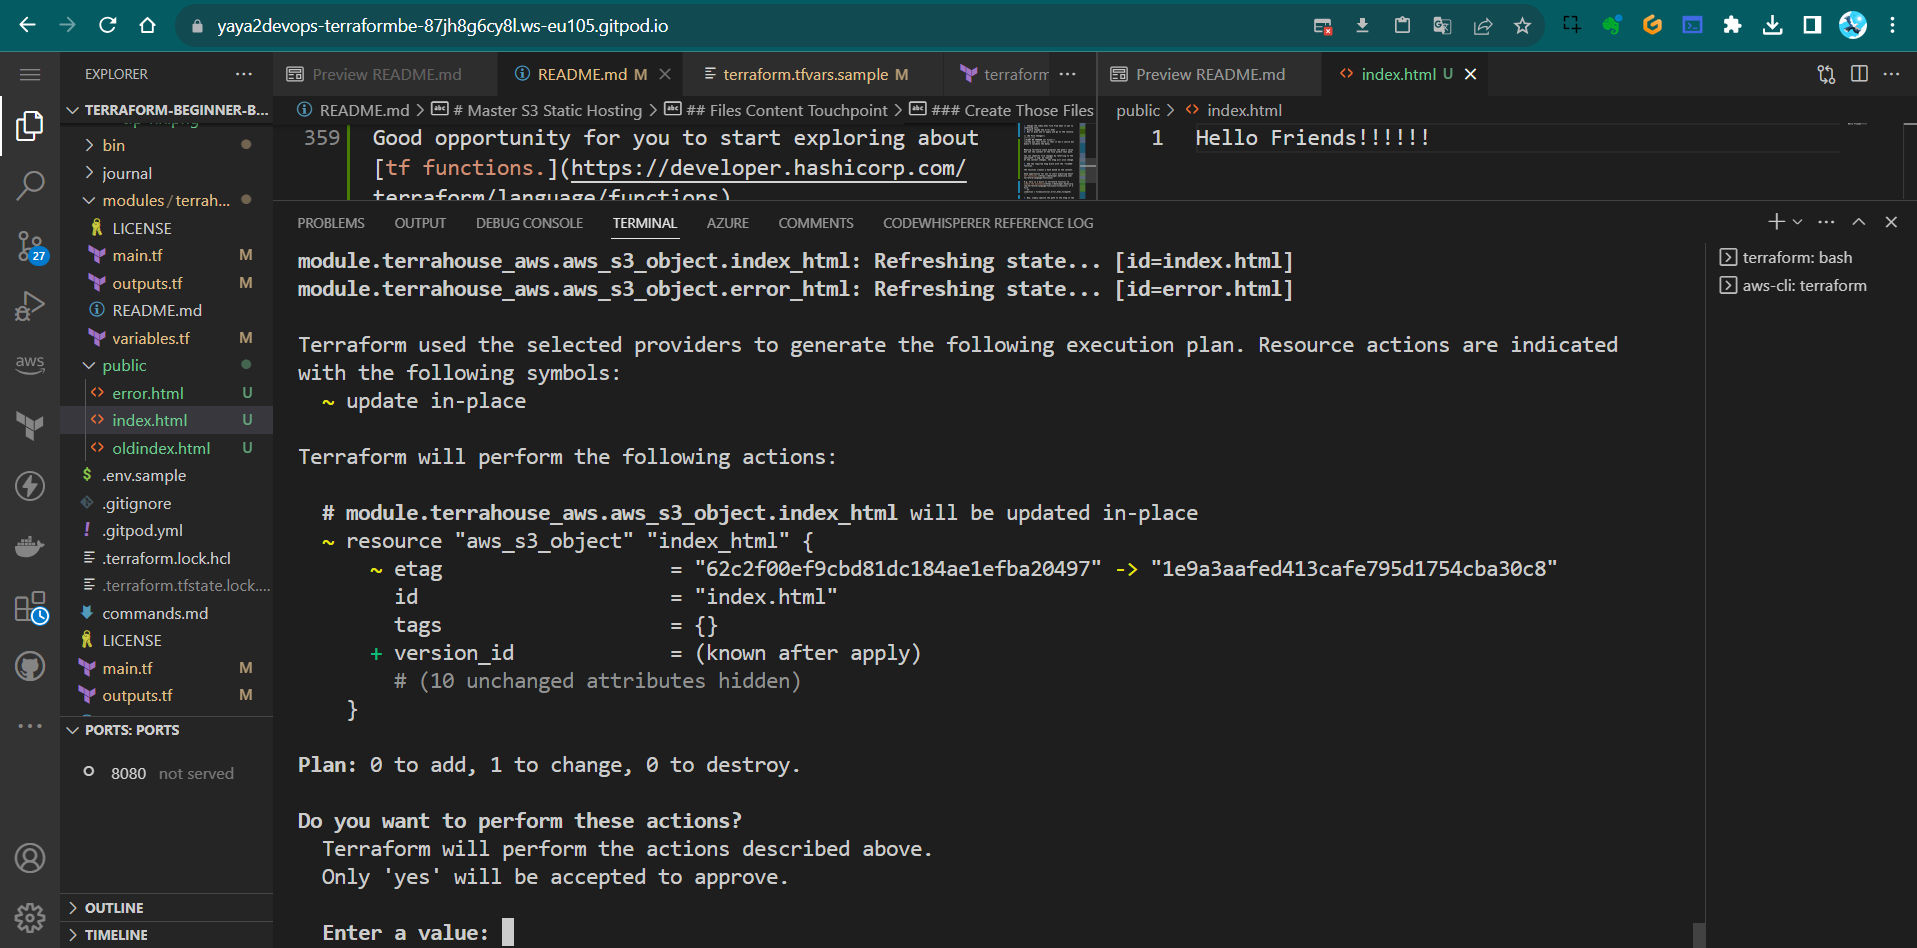 yaya2devops-terraformbe-87jh8g6cy8l.ws-eu105.gitpod.io
EXPLORER
TERRAFORM-BEGINNER-B...
bin
journal
modules / terrah...
LICENSE
main.tf M
outputs.tf M
README.md
variables.tf M
public
error.html U
index.html U
oldindex.html U
.env.sample
.gitignore
.gitpod.yml
.terraform.lock.hcl
.terraform.tfstate.lock....
commands.md
LICENSE
main.tf M
outputs.tf M
PORTS: PORTS
8080 not served
OUTLINE
TIMELINE
27
aws
Preview README.md
README.md M
terraform.tfvars.sample M
terraform
README.md > # Master S3 Static Hosting > ## Files Content Touchpoint > ### Create Those Files
359 Good opportunity for you to start exploring about
[tf functions.](https://developer.hashicorp.com/
terraform/language/functions)
Preview README.md
index.html U
public > index.html
1 Hello Friends!!!!!!
PROBLEMS OUTPUT DEBUG CONSOLE TERMINAL AZURE COMMENTS CODEWHISPERER REFERENCE LOG
module.terrahouse_aws.aws_s3_object.index_html: Refreshing state... [id=index.html]
module.terrahouse_aws.aws_s3_object.error_html: Refreshing state... [id=error.html]
Terraform used the selected providers to generate the following execution plan. Resource actions are indicated
with the following symbols:
~ update in-place
Terraform will perform the following actions:
# module.terrahouse_aws.aws_s3_object.index_html will be updated in-place
~ resource "aws_s3_object" "index_html" {
~ etag = "62c2f00ef9cbd81dc184ae1efba20497" -> "1e9a3aafed413cafe795d1754cba30c8"
id = "index.html"
tags = {}
+ version_id = (known after apply)
# (10 unchanged attributes hidden)
}
Plan: 0 to add, 1 to change, 0 to destroy.
Do you want to perform these actions?
Terraform will perform the actions described above.
Only 'yes' will be accepted to approve.
Enter a value:
terraform: bash
aws-cli: terraform